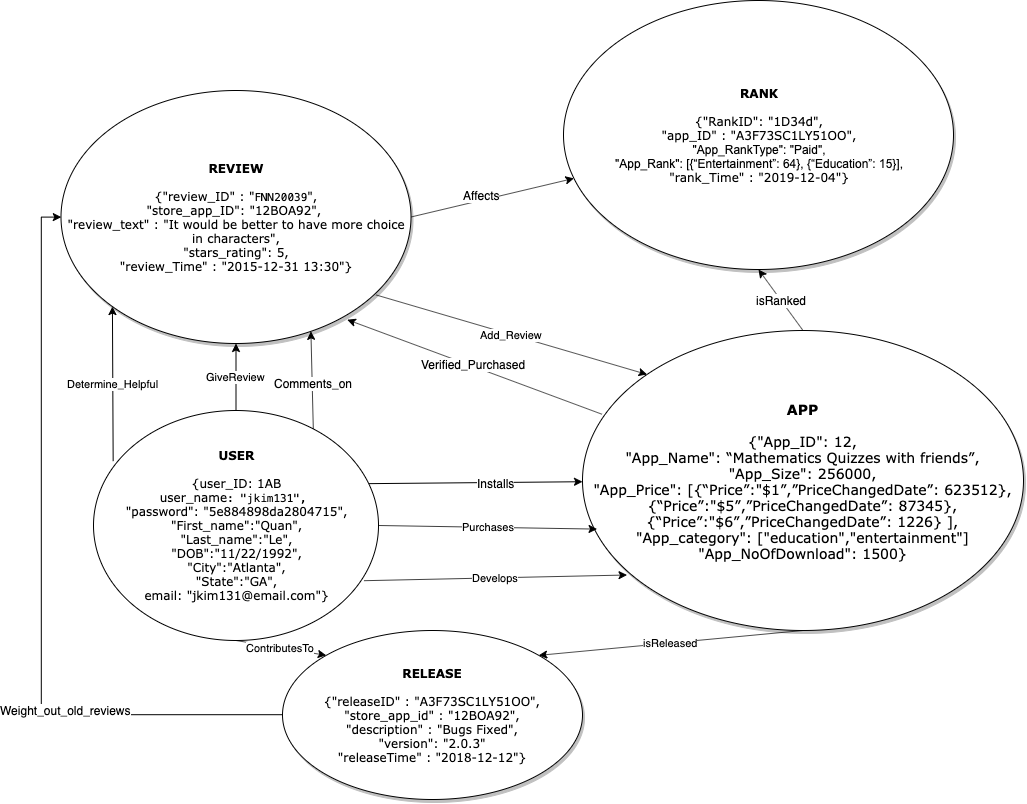 RANK
{"RankID": "1D34d",
"app_ID" : "A3F73SC1LY51OO",
"App_RankType": "Paid",
"App_Rank": [{"Entertainment”: 64}, {"Education”: 15}],
"rank_Time" : "2019-12-04"}
REVIEW
{"review_ID" : "FNN20039",
"store_app_ID": "12BOA92",
"review_text" : "It would be better to have more choice
in characters",
"stars_rating": 5,
"review_Time" : "2015-12-31 13:30"}
Affects
isRanked
Add_Review
Verified_Purchased
Determine_Helpful
GiveReview
Comments_on
APP
{"App_ID": 12,
"App_Name": “Mathematics Quizzes with friends”,
"App_Size": 256000,
"App_Price": [{“Price”:"$1”,”PriceChangedDate”: 623512},
{“Price”:"$5”,”PriceChangedDate”: 87345},
{“Price”:"$6”,”PriceChangedDate”: 1226} ],
"App_category": ["education","entertainment"]
"App_NoOfDownload": 1500}
USER
{user_ID: 1AB
user_name: "jkim131",
"password": "5e884898da2804715",
"First_name":"Quan",
"Last_name":"Le",
"DOB":"11/22/1992",
"City":"Atlanta",
"State":"GA",
email: "jkim131@email.com"}
Installs
Purchases
Develops
ContributesTo
isReleased
RELEASE
{"releaseID" : "A3F73SC1LY51OO",
"store_app_id" : "12BOA92",
"description" : "Bugs Fixed",
"version": "2.0.3"
"releaseTime" : "2018-12-12"}
Weight_out_old_reviews